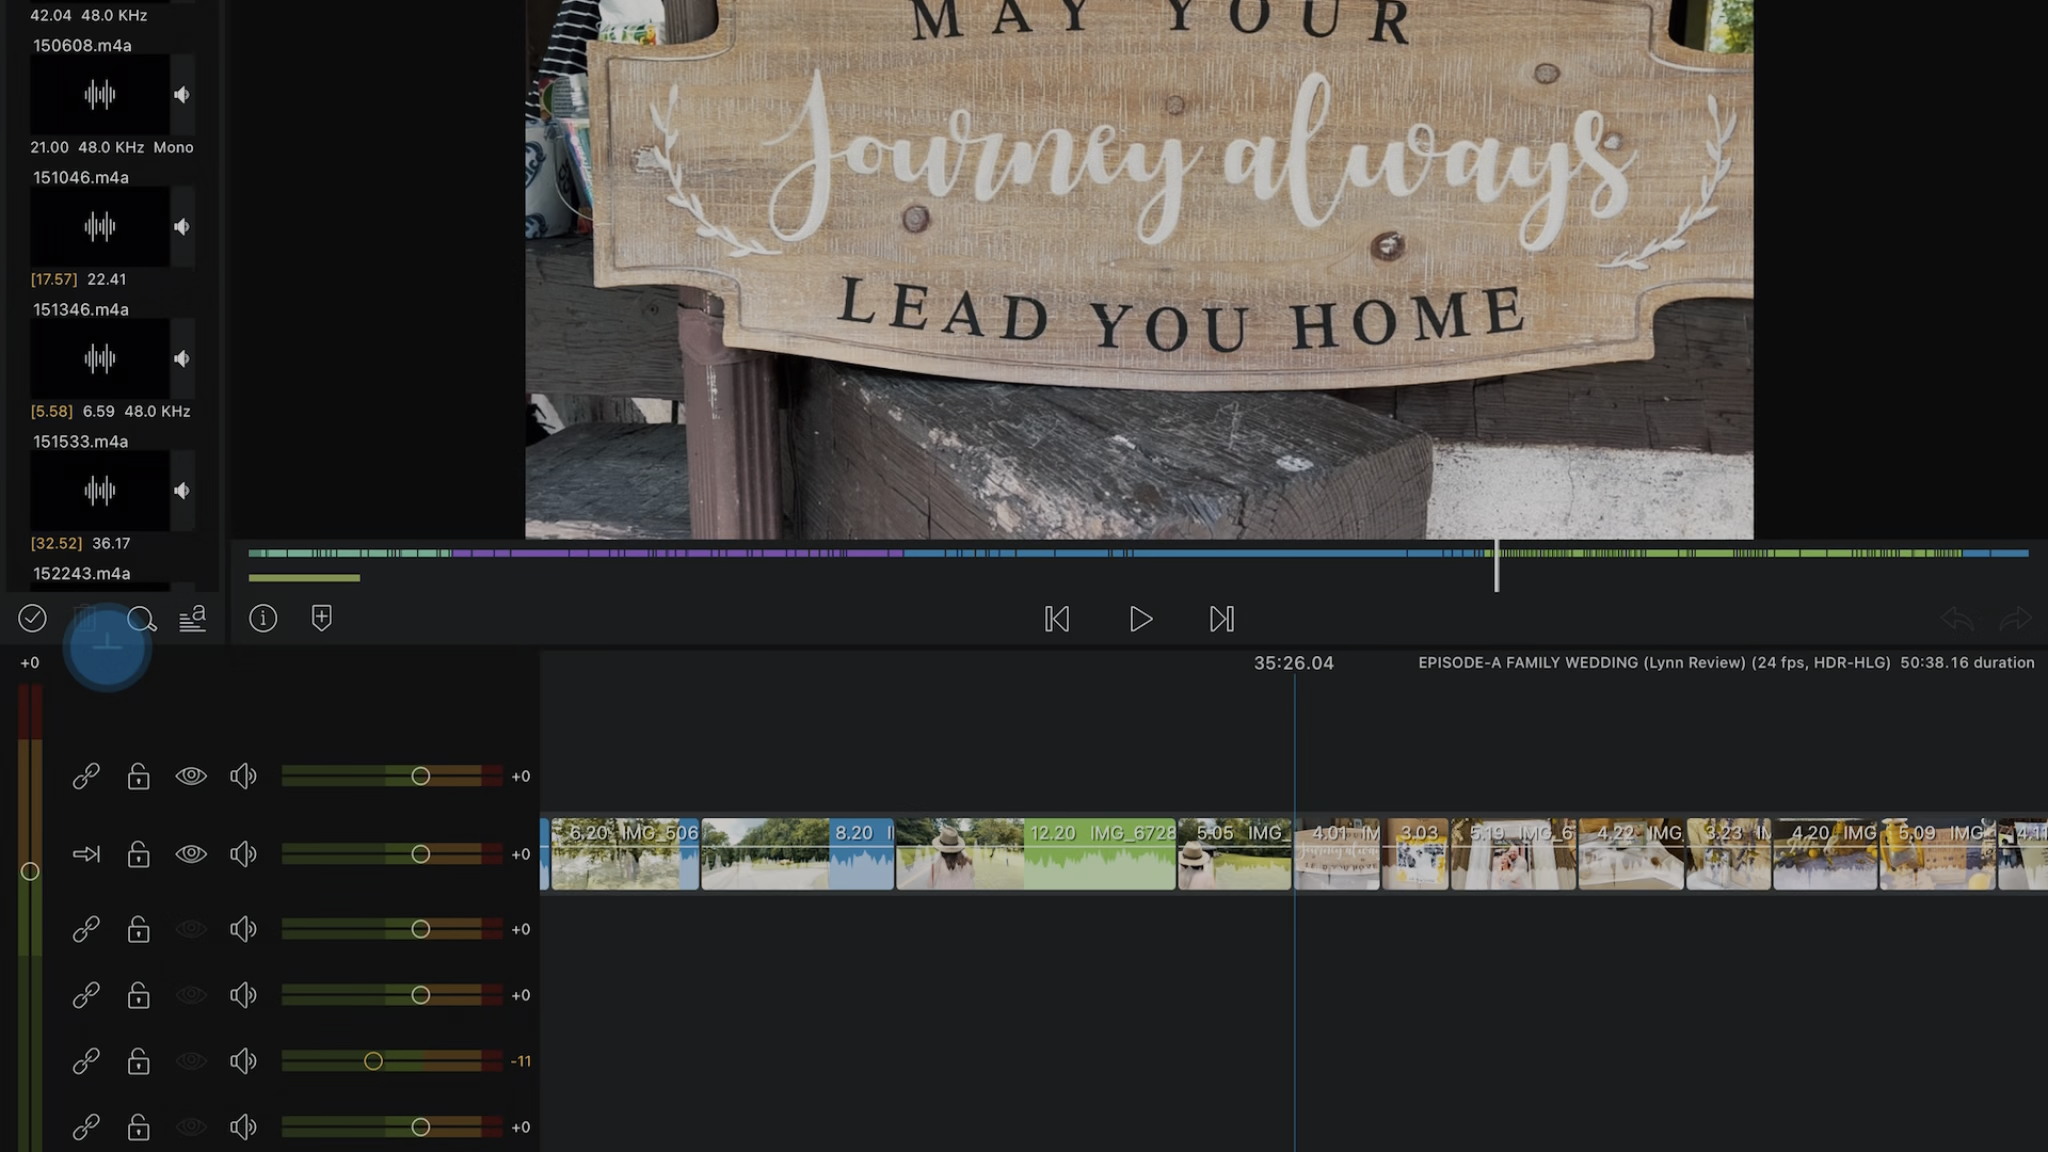 42.04 48.0 KHz
150608.m4a
21.00 48.0 KHz Mono
151046.m4a
[17.57] 22.41
151346.m4a
[5.58] 6.59 48.0 KHz
151533.m4a
[32.52] 36.17
152243.m4a
MAY YOUR
Journey always
LEAD YOU HOME
+0
35:26.04
EPISODE-A FAMILY WEDDING (Lynn Review) (24 fps, HDR-HLG) 50:38.16 duration
+0
6.20 IMG_506
8.20 I
12.20 IMG_6728
5.05 IMG_
4.01 IM
3.03
5.19 IMG_6
4.22 IMG
3.23 IM
4.20 IMG
5.09 IMG
4.11
+0
+0
+0
-11
+0